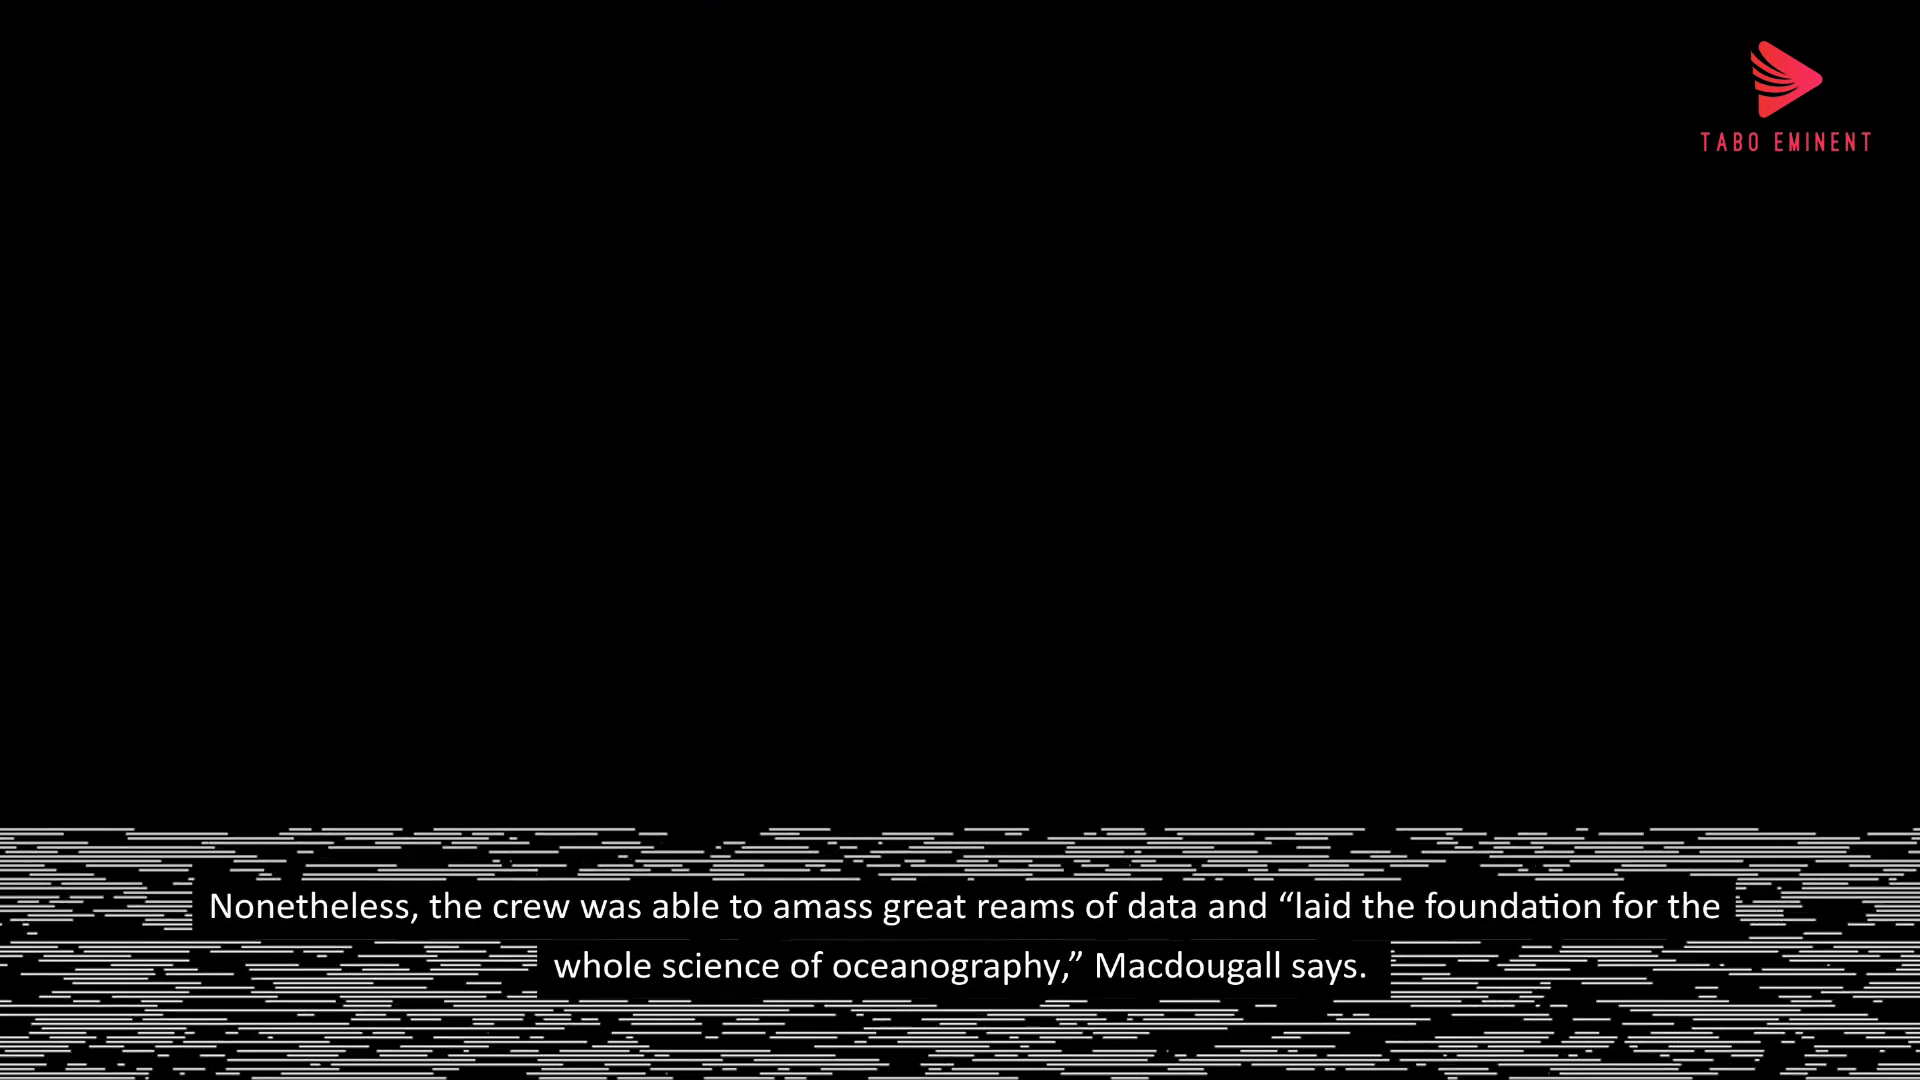 TABO EMINENT
Nonetheless, the crew was able to amass great reams of data and “laid the foundation for the
whole science of oceanography,” Macdougall says.